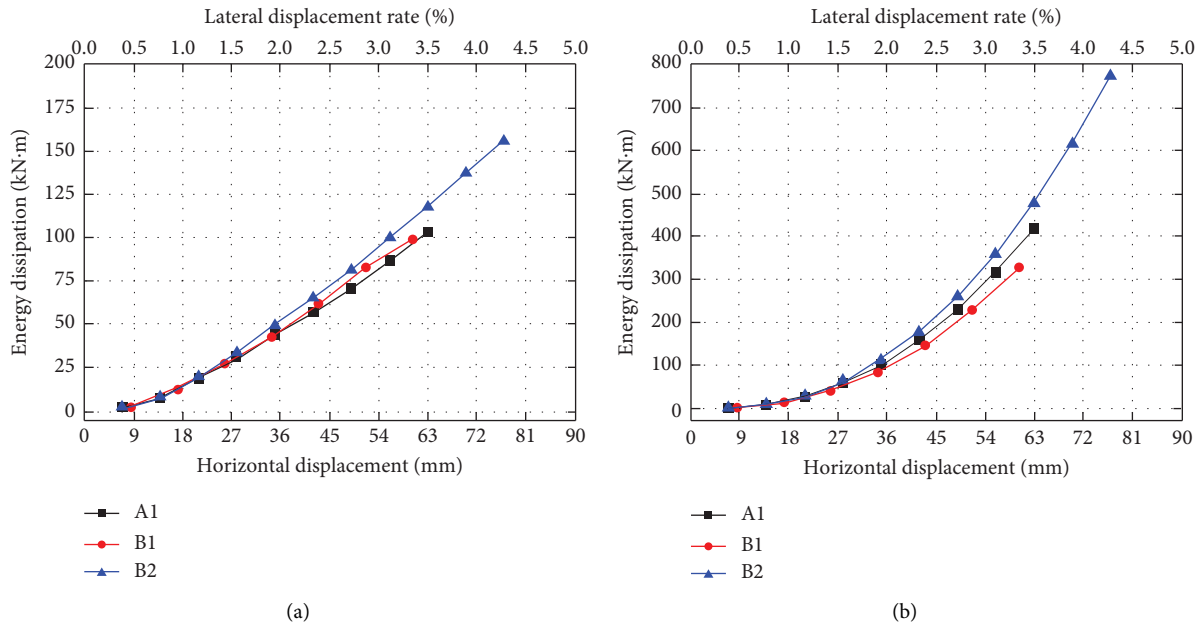 Lateral displacement rate (%)
0.0 0.5 1.0 1.5 2.0 2.5 3.0 3.5 4.0 4.5 5.0
200
175
150
125
100
75
50
25
0
Energy dissipation (kN·m)
0 9 18 27 36 45 54 63 72 81 90
Horizontal displacement (mm)
A1
B1
B2
(a)
Lateral displacement rate (%)
0.0 0.5 1.0 1.5 2.0 2.5 3.0 3.5 4.0 4.5 5.0
800
700
600
500
400
300
200
100
0
Energy dissipation (kN·m)
0 9 18 27 36 45 54 63 72 81 90
Horizontal displacement (mm)
A1
B1
B2
(b)